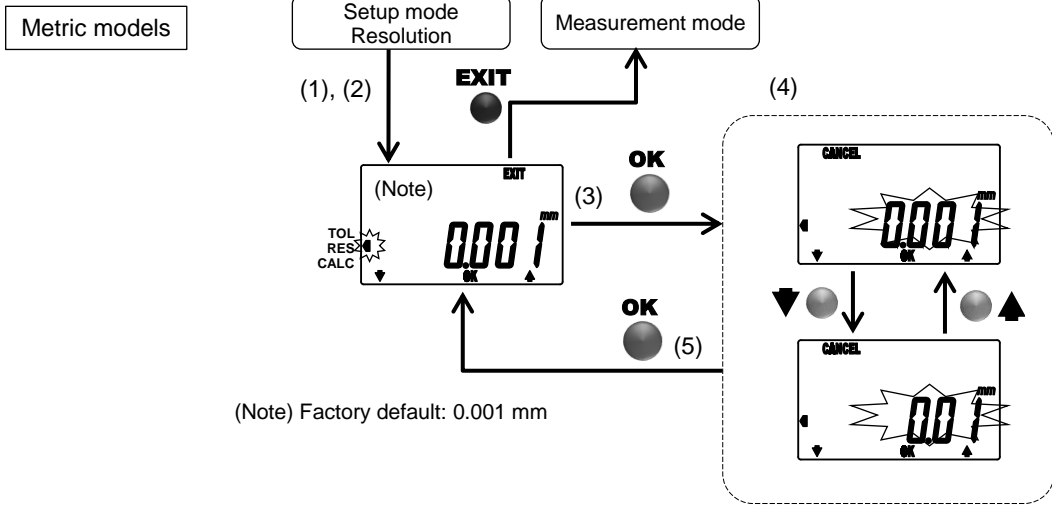 Metric models
Setup mode
Resolution
Measurement mode
(1), (2)
EXIT
(4)
OK
(3)
EXIT
(Note)
mm
TOL
RES
CALC
0.001
OK
CANCEL
mm
0.001
OK
OK
(5)
CANCEL
mm
0.01
OK
(Note) Factory default: 0.001 mm